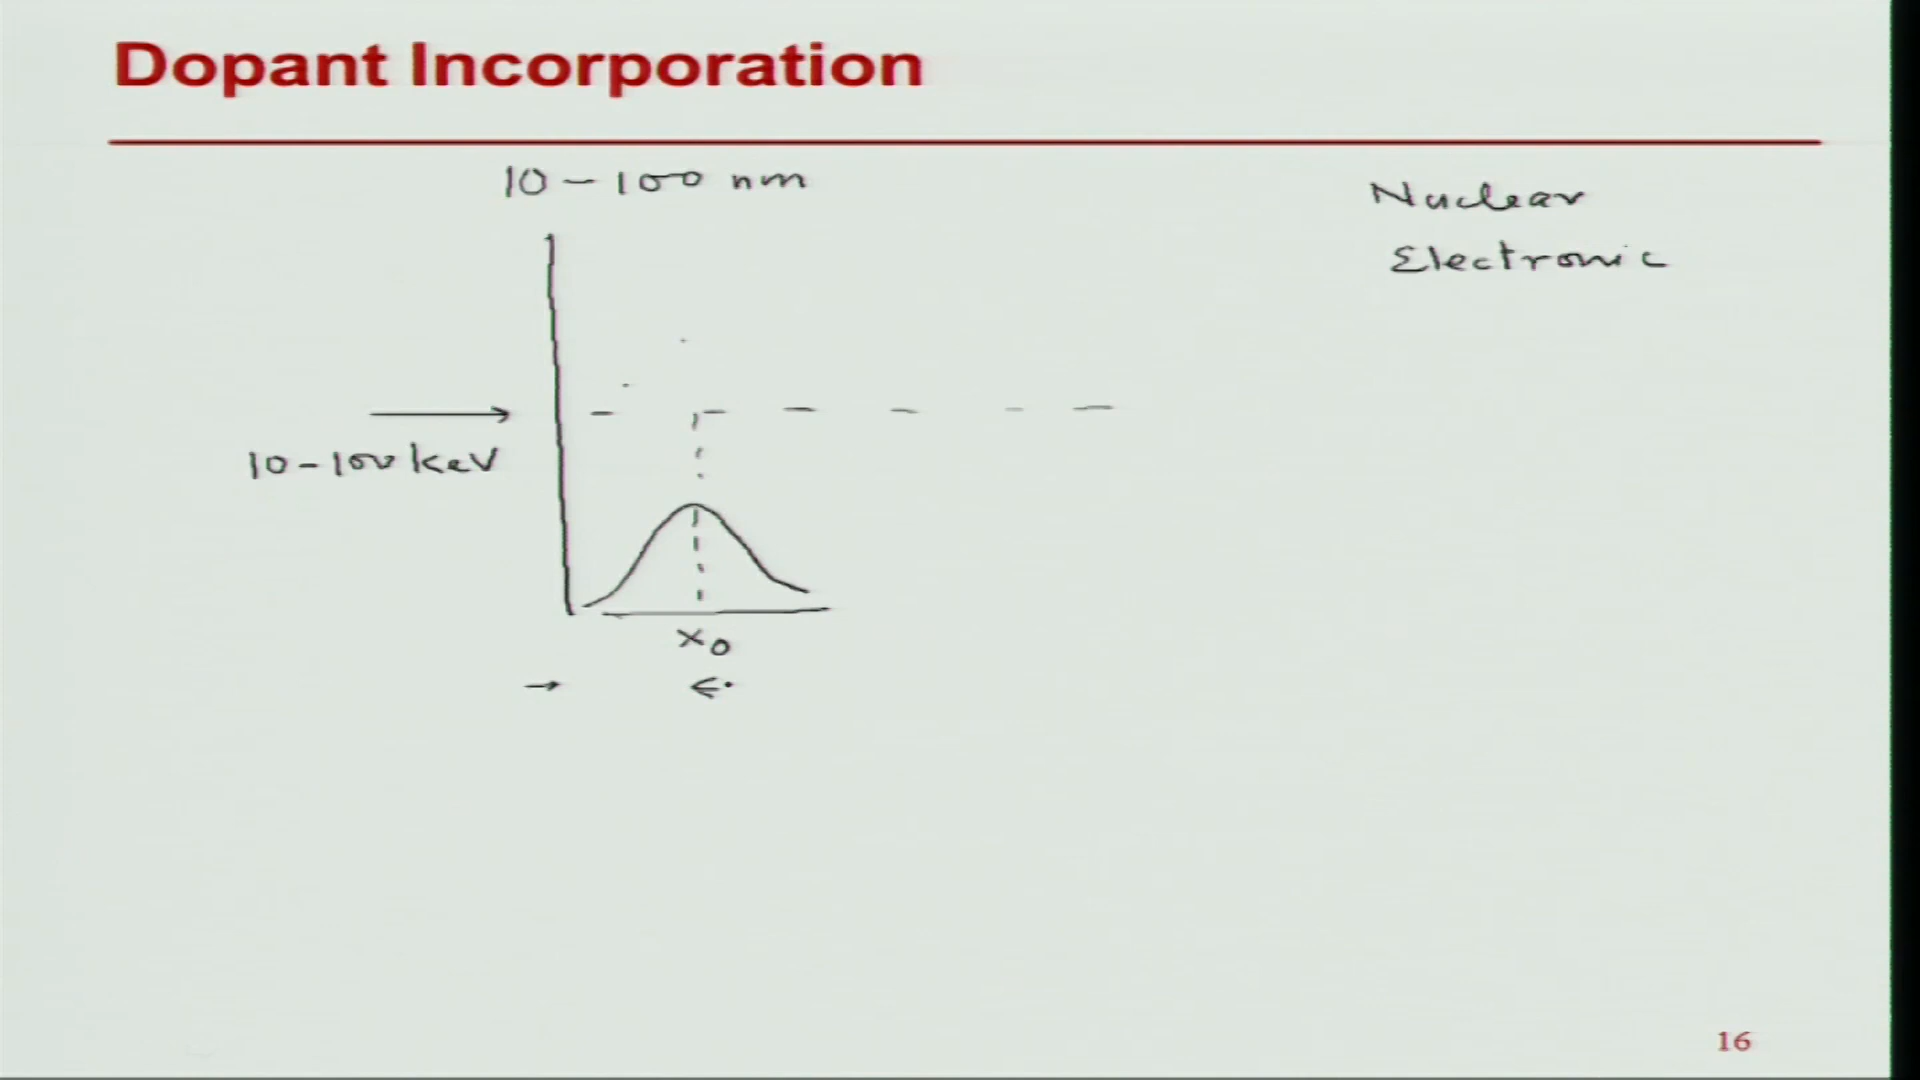 Dopant Incorporation
10 - 100 nm
Nuclear
Electronic
10-100 keV
x0
16